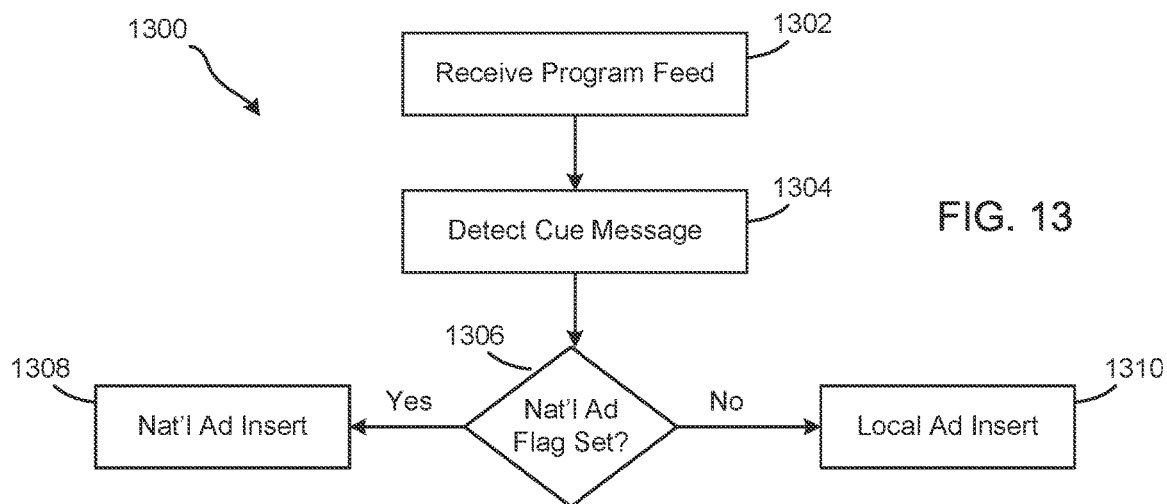 1300
1302
Receive Program Feed
1304
Detect Cue Message
FIG. 13
1306
1308
1310
Nat'l Ad Insert
Yes
Nat'l Ad
Flag Set?
No
Local Ad Insert